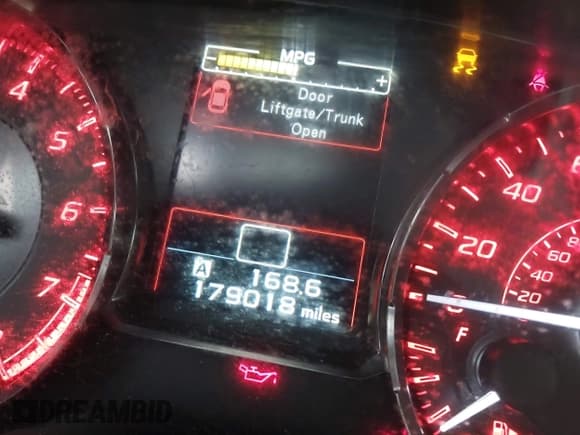 MPG
+
Door
Liftgate/Trunk
Open
4
5
6
7
40
20
80
60
40
20
F
A 168.6
179018 miles
DREAMBID